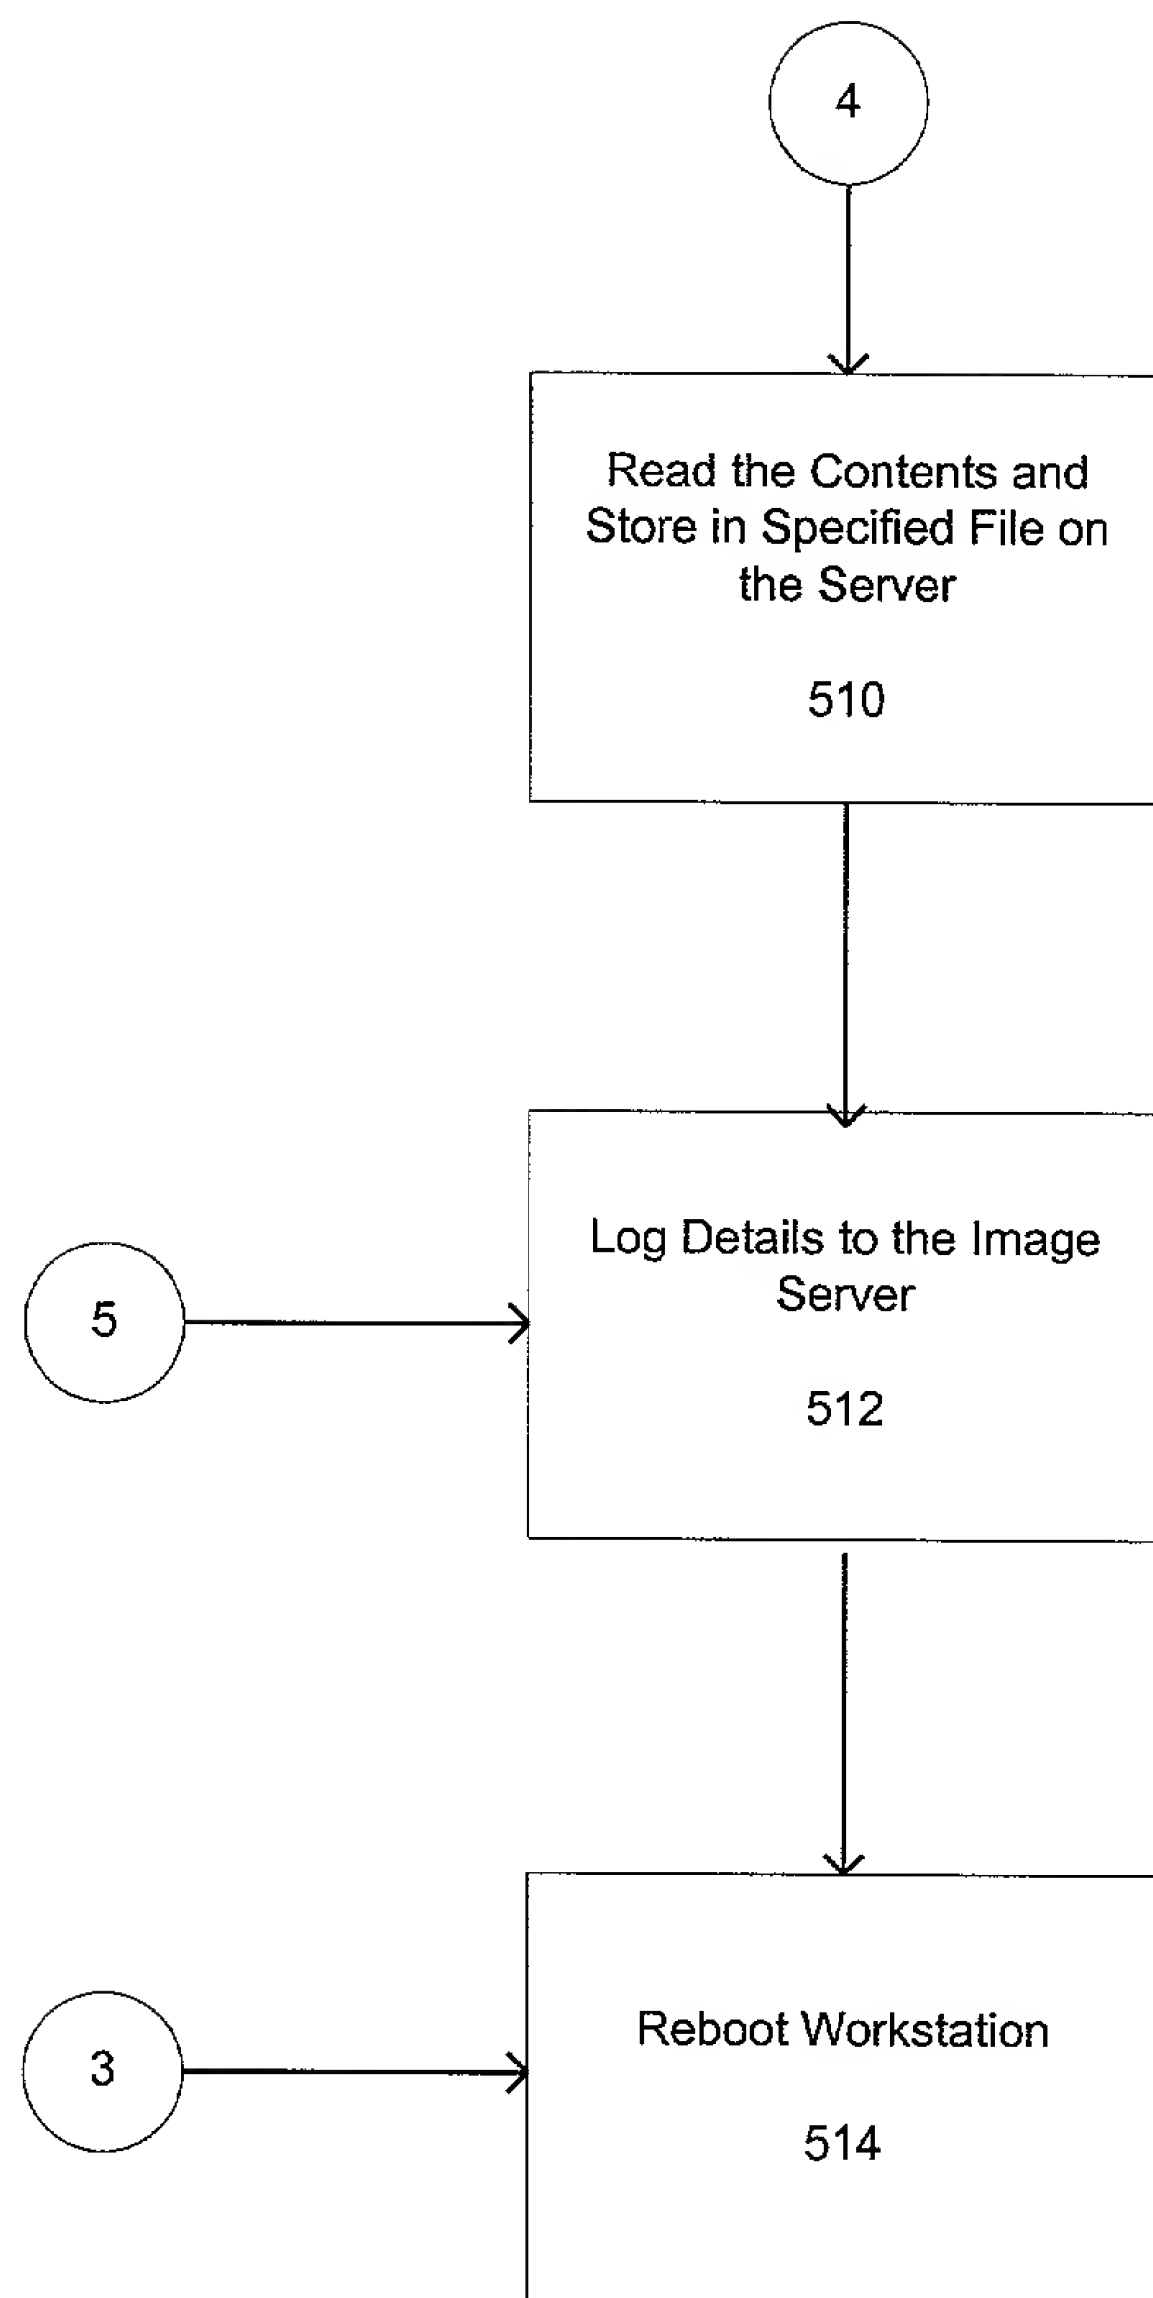 4
Read the Contents and
Store in Specified File on
the Server
510
Log Details to the Image
Server
5
512
Reboot Workstation
3
514